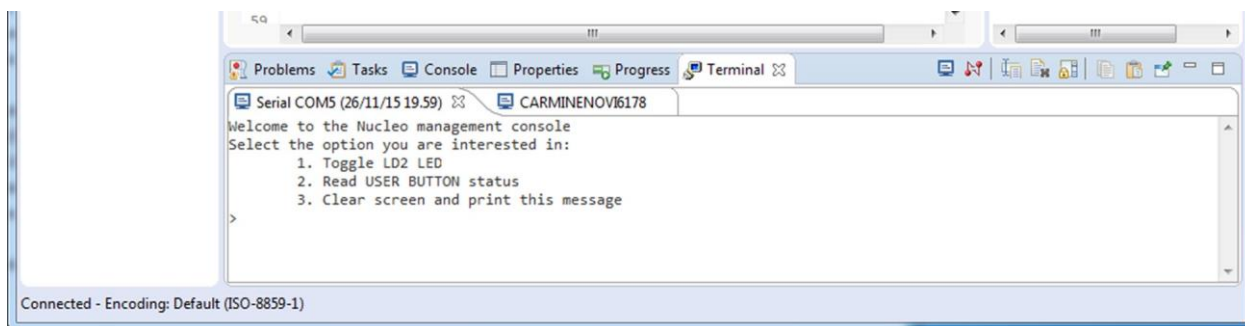 59
Problems Tasks Console Properties Progress Terminal
Serial COM5 (26/11/15 19.59) CARMINENOVI6178
Welcome to the Nucleo management console
Select the option you are interested in:
1. Toggle LD2 LED
2. Read USER BUTTON status
3. Clear screen and print this message
>
Connected - Encoding: Default (ISO-8859-1)